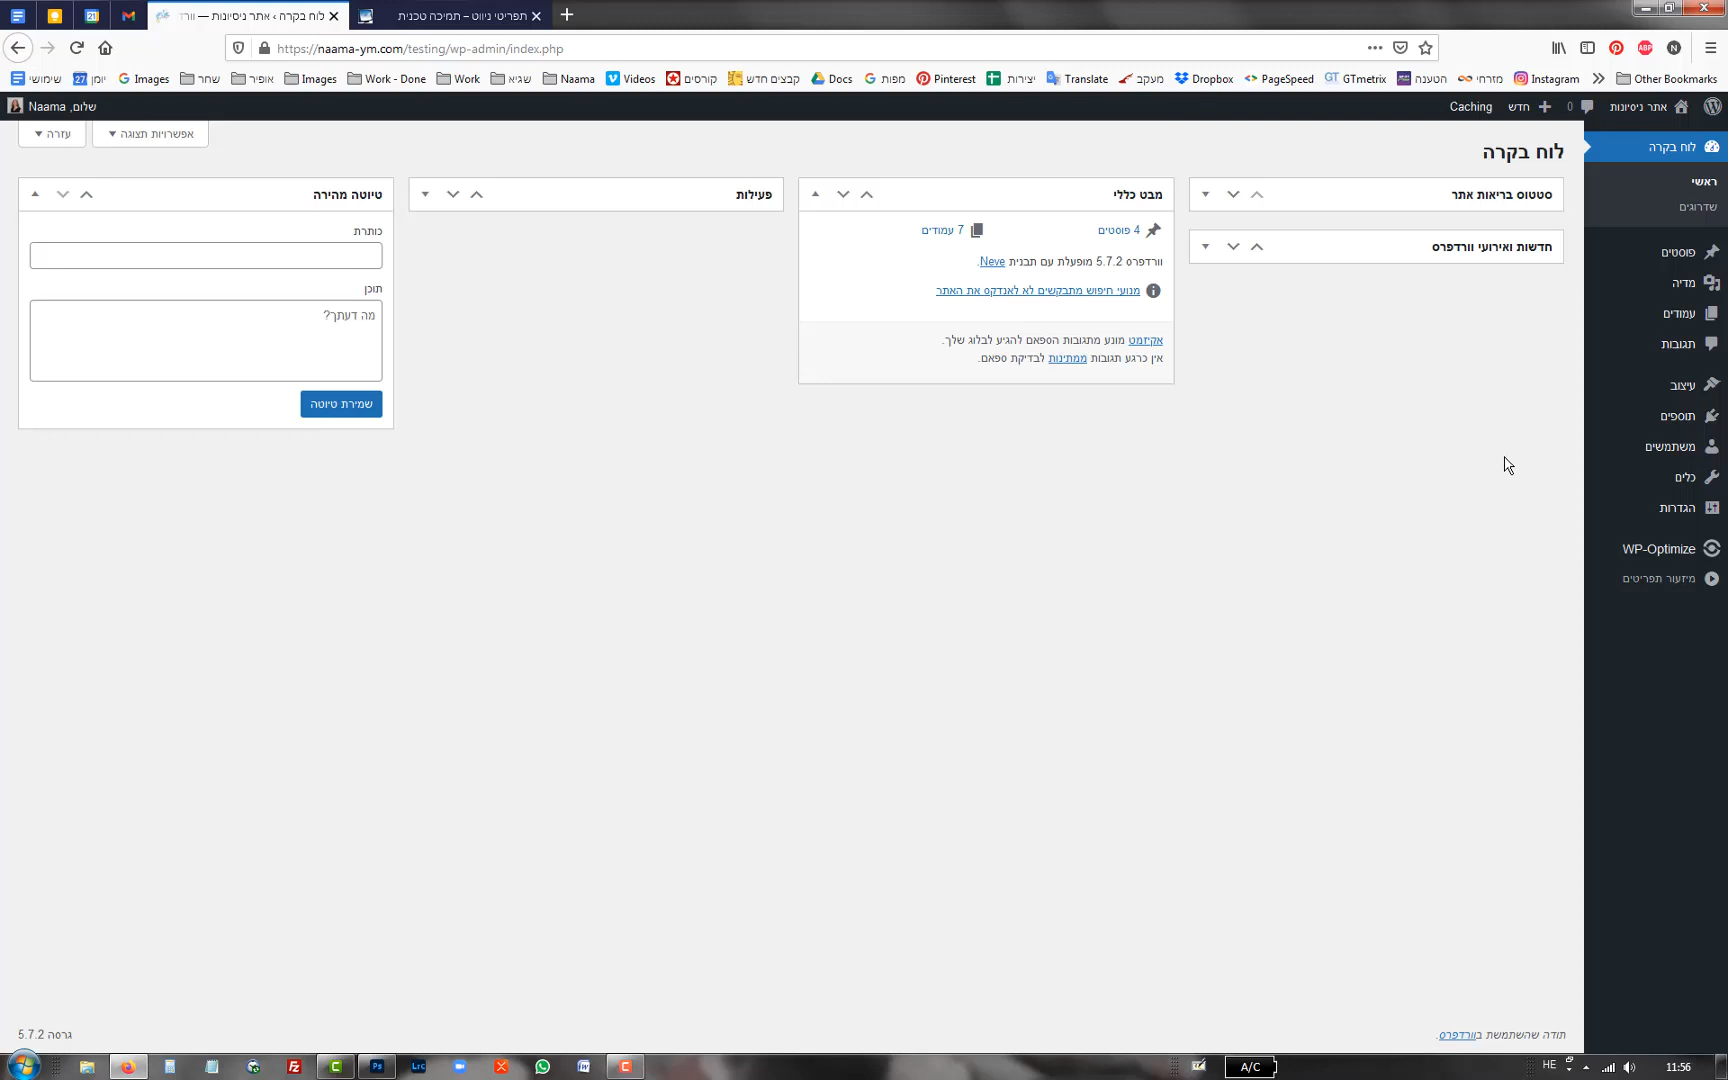 לוח בקרה ‹ אתר ניסיונות — וורד
תפריטי ניווט – תמיכה טכנית
https://naama-ym.com/testing/wp-admin/index.php
שימושי
יומן
Images
שחר
אופיר
Images
Work - Done
Work
שגיא
Naama
Videos
קורסים
קבצים חדש
Docs
מפות
Pinterest
יצירות
Translate
מעקב
Dropbox
PageSpeed
GTmetrix
הטענה
מזרחי
Instagram
Other Bookmarks
אתר ניסיונות
0
חדש
Caching
שלום, Naama
לוח בקרה
ראשי
שדרוגים
פוסטים
מדיה
עמודים
תגובות
עיצוב
תוספים
משתמשים
כלים
הגדרות
WP-Optimize
מיזעור תפריטים
אפשרויות תצוגה
עזרה
לוח בקרה
סטטוס בריאות אתר
חדשות ואירועי וורדפרס
מבט כללי
4 פוסטים
7 עמודים
וורדפרס 5.7.2 מופעלת עם תבנית Neve.
מנועי חיפוש מתבקשים לא לאנדקס את האתר
אקיזמט מונע מתגובות הספאם להגיע לבלוג שלך.
אין כרגע תגובות ממתינות לבדיקת ספאם.
פעילות
טיוטה מהירה
כותרת
תוכן
מה דעתך?
שמירת טיוטה
תודה שהשתמשת בוורדפרס.
גרסה 5.7.2
A/C
HE
11:56